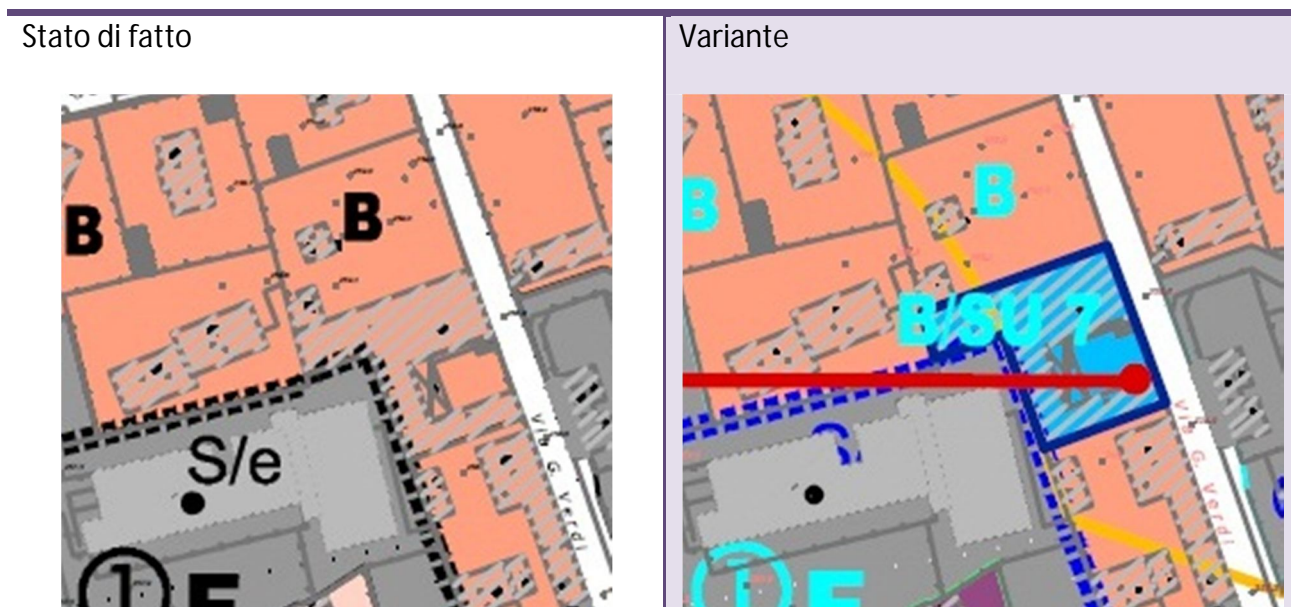 Stato di fatto
Variante
B
B
S/e
1
F
Via G. Verdi
B
B
B/SU 7
S
1
F
Via G. Verdi